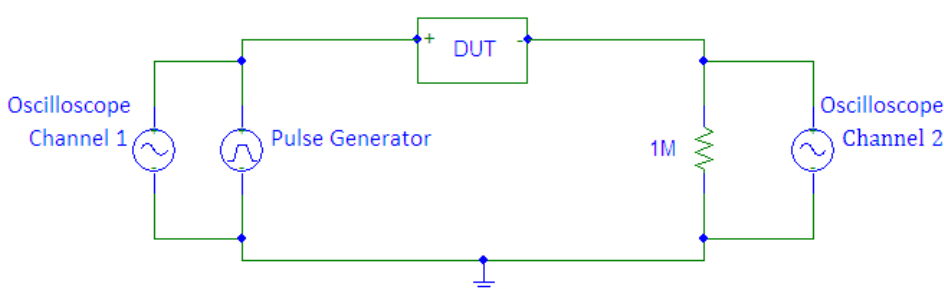 + DUT -
Oscilloscope
Channel 1
Pulse Generator
1M
Oscilloscope
Channel 2